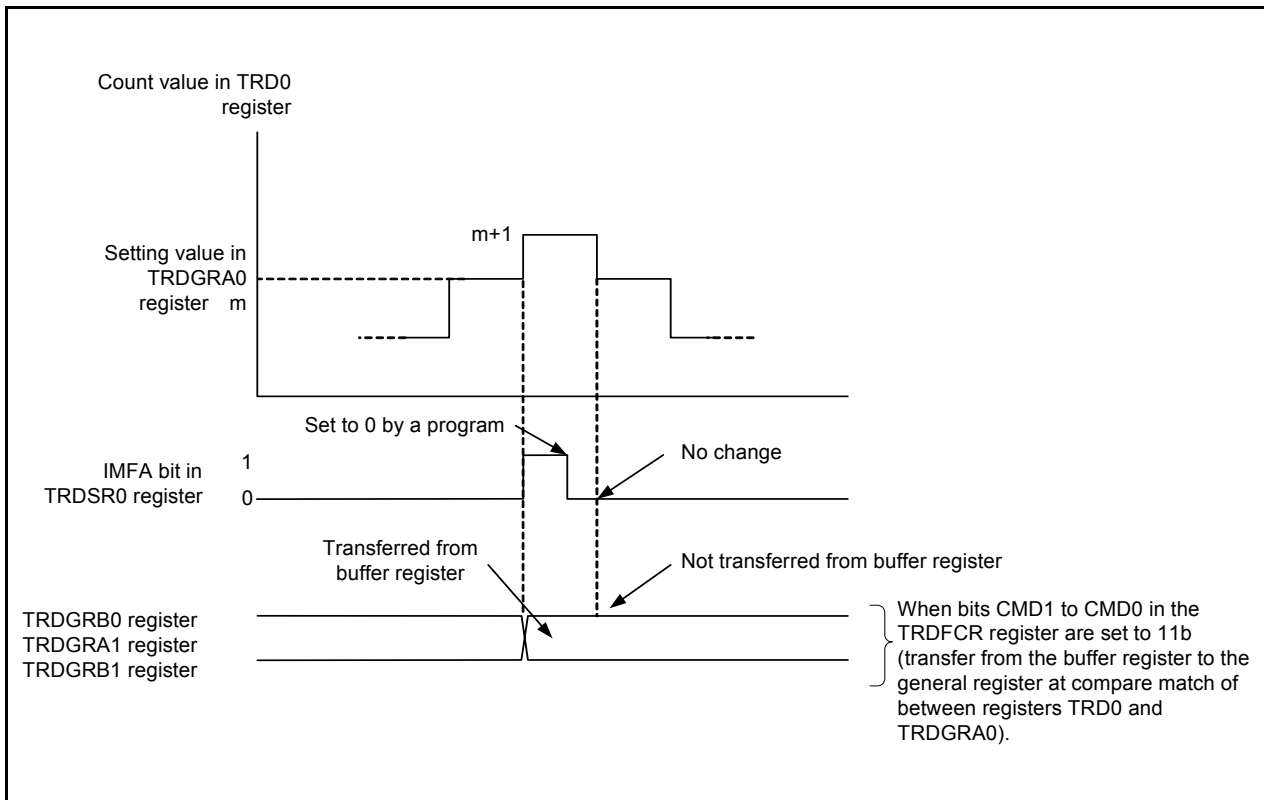 Count value in TRD0
register
m+1
Setting value in
TRDGRA0
register m
Set to 0 by a program
No change
IMFA bit in
TRDSR0 register
1
0
Transferred from
buffer register
Not transferred from buffer register
TRDGRB0 register
TRDGRA1 register
TRDGRB1 register
When bits CMD1 to CMD0 in the
TRDFCR register are set to 11b
(transfer from the buffer register to the
general register at compare match of
between registers TRD0 and
TRDGRA0).